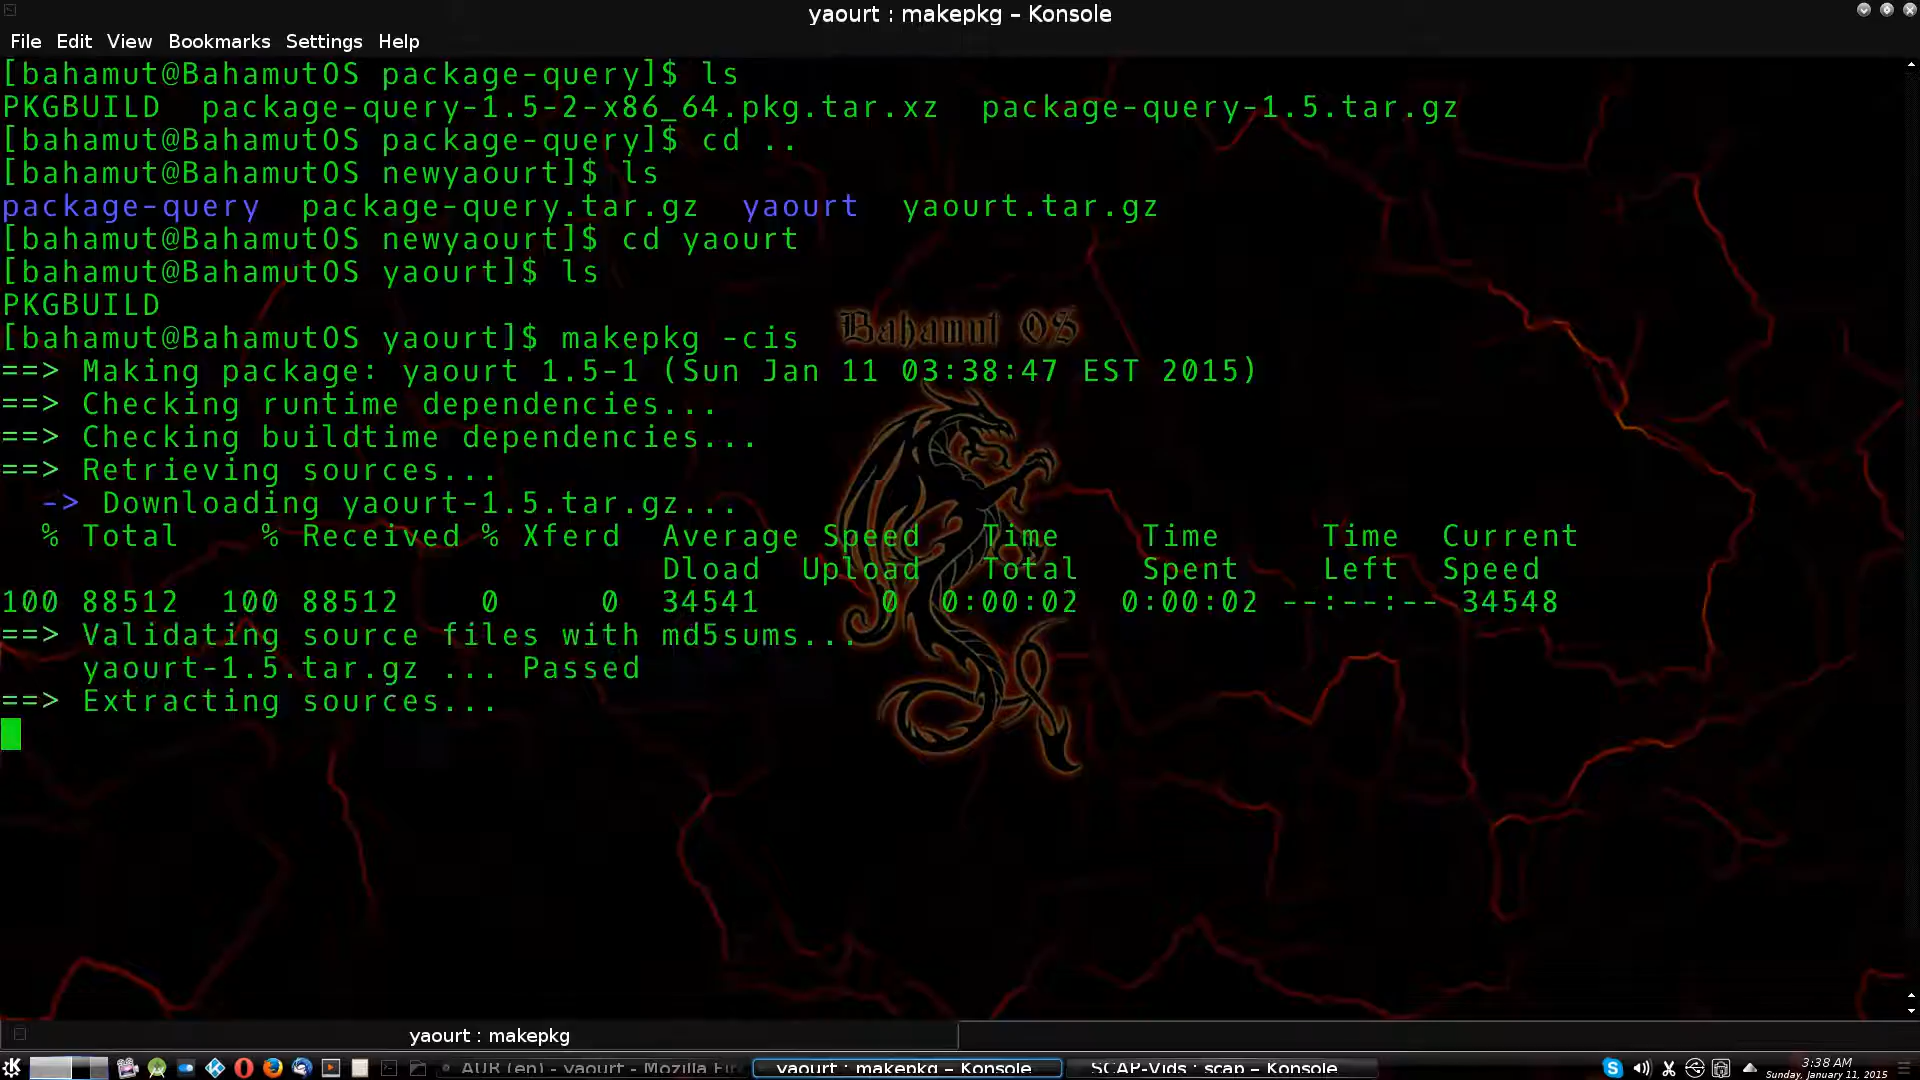 yaourt : makepkg – Konsole
File Edit View Bookmarks Settings Help
[bahamut@BahamutOS package-query]$ ls
PKGBUILD package-query-1.5-2-x86_64.pkg.tar.xz package-query-1.5.tar.gz
[bahamut@BahamutOS package-query]$ cd ..
[bahamut@BahamutOS newyaourt]$ ls
package-query package-query.tar.gz yaourt yaourt.tar.gz
[bahamut@BahamutOS newyaourt]$ cd yaourt
[bahamut@BahamutOS yaourt]$ ls
PKGBUILD
Bahamut OS
[bahamut@BahamutOS yaourt]$ makepkg -cis
==> Making package: yaourt 1.5-1 (Sun Jan 11 03:38:47 EST 2015)
==> Checking runtime dependencies...
==> Checking buildtime dependencies...
==> Retrieving sources...
-> Downloading yaourt-1.5.tar.gz...
% Total % Received % Xferd Average Speed Time Time Time Current
Dload Upload Total Spent Left Speed
100 88512 100 88512 0 0 34541 0 0:00:02 0:00:02 --:--:-- 34548
==> Validating source files with md5sums...
yaourt-1.5.tar.gz ... Passed
==> Extracting sources...
yaourt : makepkg
AUR (en) - yaourt - Mozilla Fire
yaourt : makepkg – Konsole
SCAP-Vids : scap – Konsole
3:38 AM
Sunday, January 11, 2015